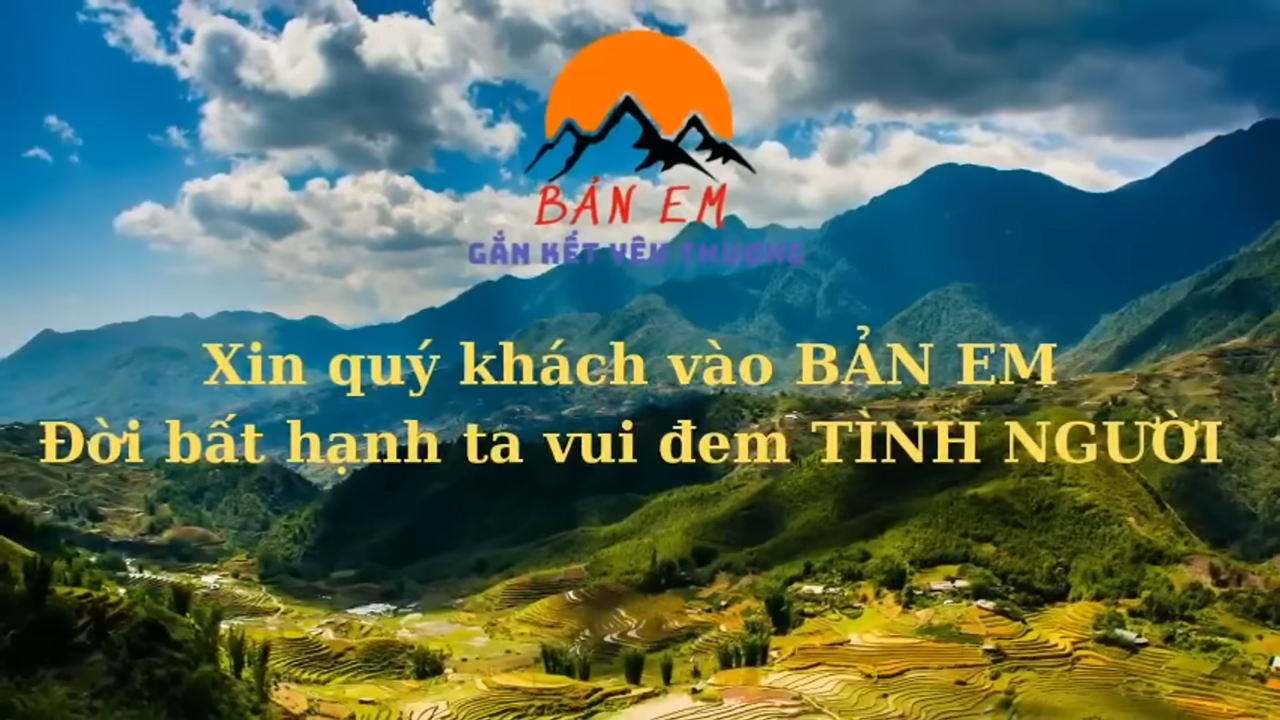 BẢN EM
GẮN KẾT YÊU THƯƠNG
Xin quý khách vào BẢN EM
Đời bất hạnh ta vui đem TÌNH NGƯỜI